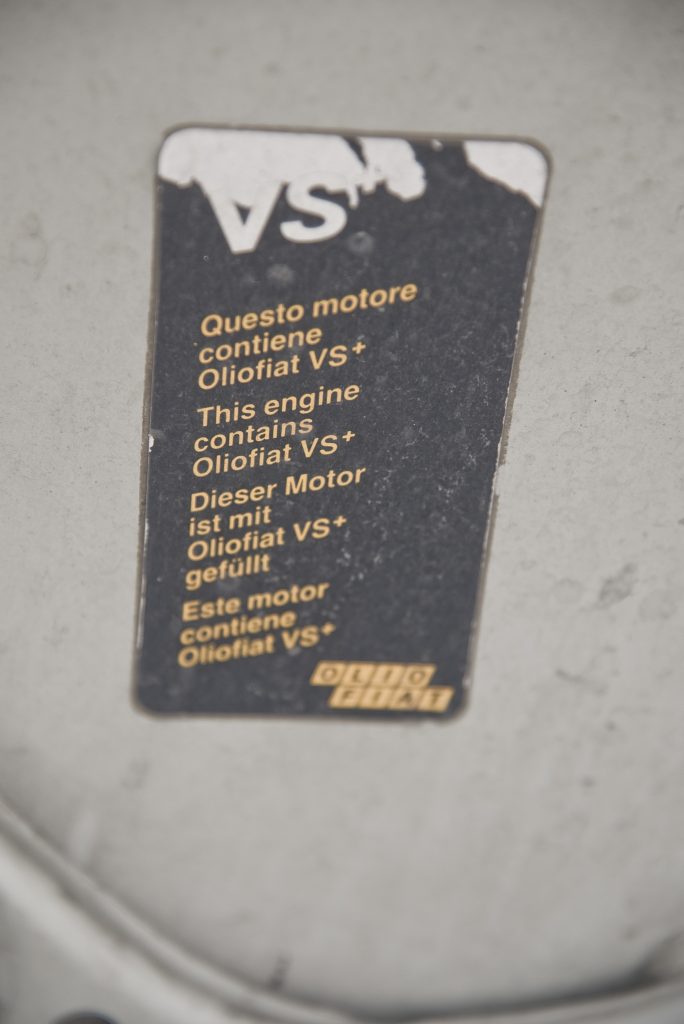 VS+
Questo motore
contiene
Oliofiat VS+
This engine
contains
Oliofiat VS+
Dieser Motor
ist mit
Oliofiat VS+
gefüllt
Este motor
contiene
Oliofiat VS+
OLIO
FIAT